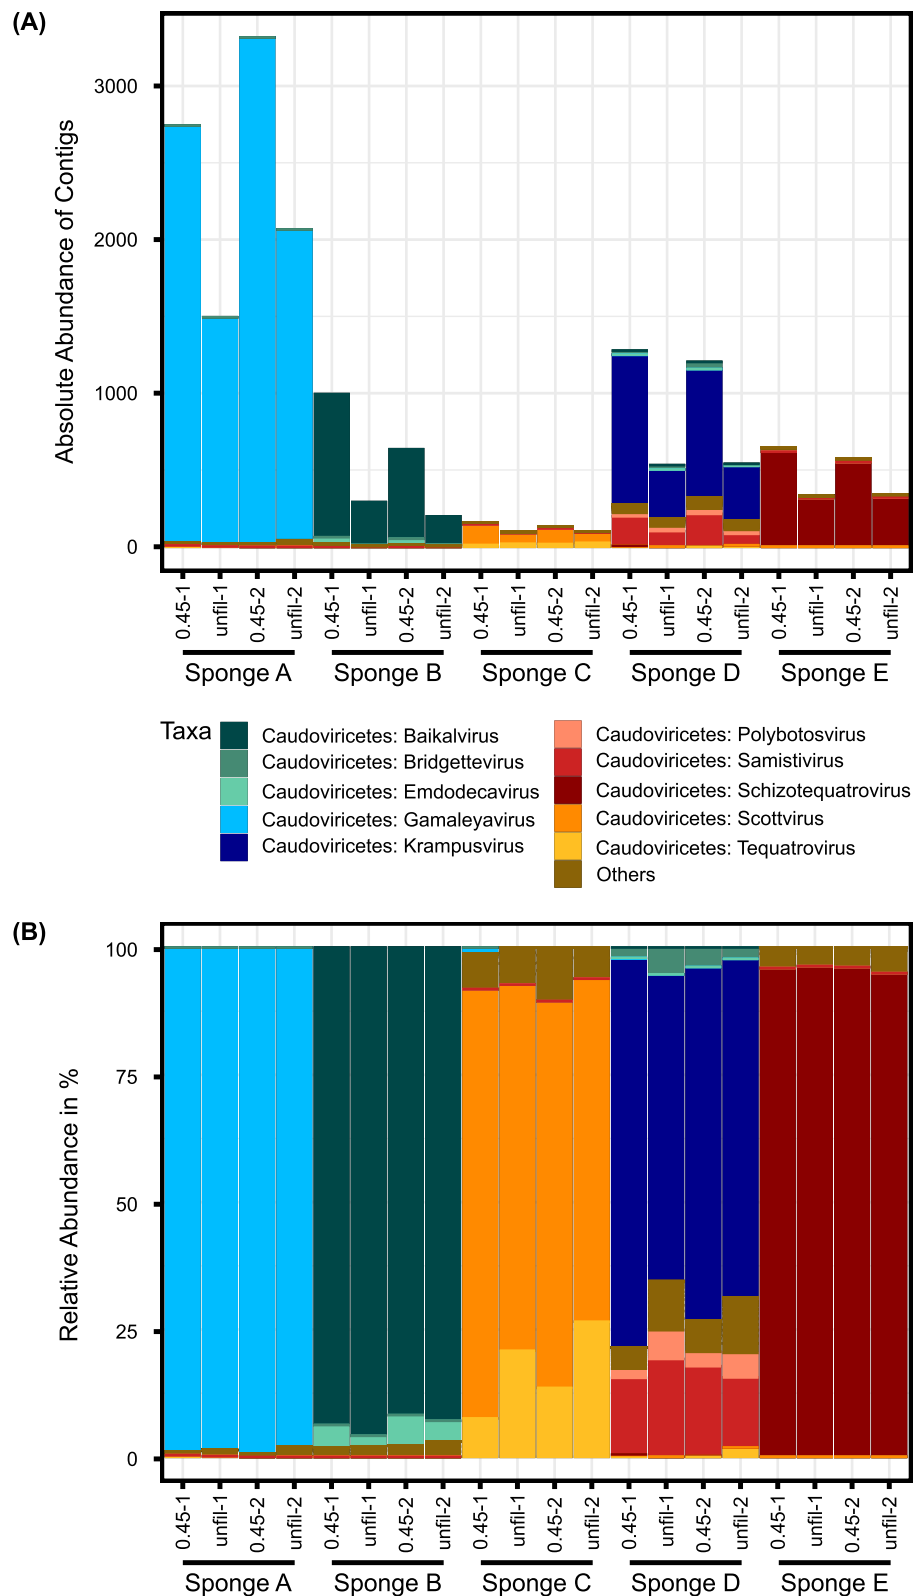 (A)
Absolute Abundance of Contigs
3000
2000
1000
0
0.45-1 unfil-1 0.45-2 unfil-2 0.45-1 unfil-1 0.45-2 unfil-2 0.45-1 unfil-1 0.45-2 unfil-2 0.45-1 unfil-1 0.45-2 unfil-2 0.45-1 unfil-1 0.45-2 unfil-2
Sponge A Sponge B Sponge C Sponge D Sponge E
Taxa
Caudoviricetes: Baikalvirus
Caudoviricetes: Bridgettevirus
Caudoviricetes: Emdodecavirus
Caudoviricetes: Gamaleyavirus
Caudoviricetes: Krampusvirus
Caudoviricetes: Polybotosvirus
Caudoviricetes: Samistivirus
Caudoviricetes: Schizotequatrovirus
Caudoviricetes: Scottvirus
Caudoviricetes: Tequatrovirus
Others
(B)
Relative Abundance in %
100
75
50
25
0
0.45-1 unfil-1 0.45-2 unfil-2 0.45-1 unfil-1 0.45-2 unfil-2 0.45-1 unfil-1 0.45-2 unfil-2 0.45-1 unfil-1 0.45-2 unfil-2 0.45-1 unfil-1 0.45-2 unfil-2
Sponge A Sponge B Sponge C Sponge D Sponge E